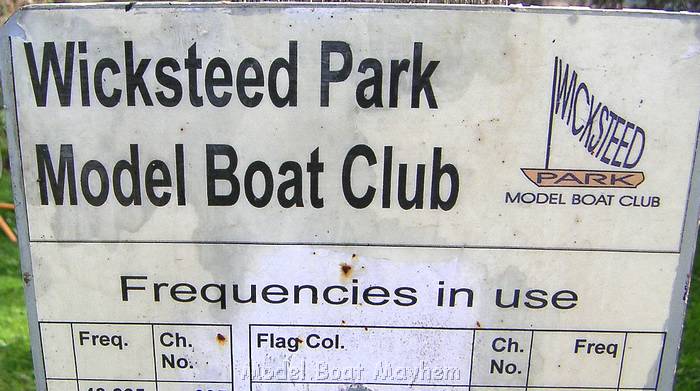 Wicksteed Park
Model Boat Club
WICKSTEED
PARK
MODEL BOAT CLUB
Frequencies in use
Freq.
Ch.
No.
Flag Col.
Ch.
No.
Freq
Model Boat Mayhem